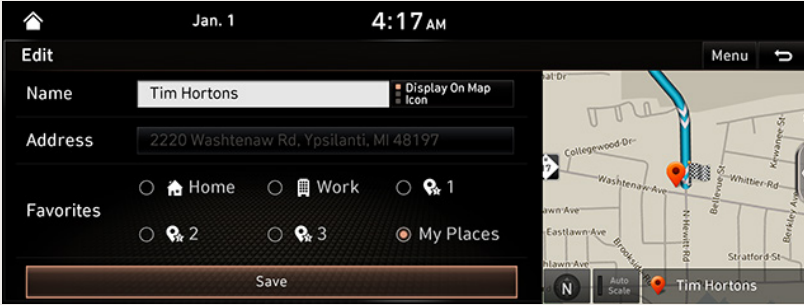 Jan. 1
4:17 AM
Edit
Menu
Name
Tim Hortons
Display On Map
Icon
Address
2220 Washtenaw Rd, Ypsilanti, MI 48197
Favorites
Home
Work
1
2
3
My Places
Save
Collegewood-Dr
Washtenaw-Ave
Whittier-Rd
Kewanee-St
Bellevue-St
N-Hewitt-Rd
Berkley Av
Eastlawn-Ave
Stratford-St
N
Auto
Scale
Tim Hortons